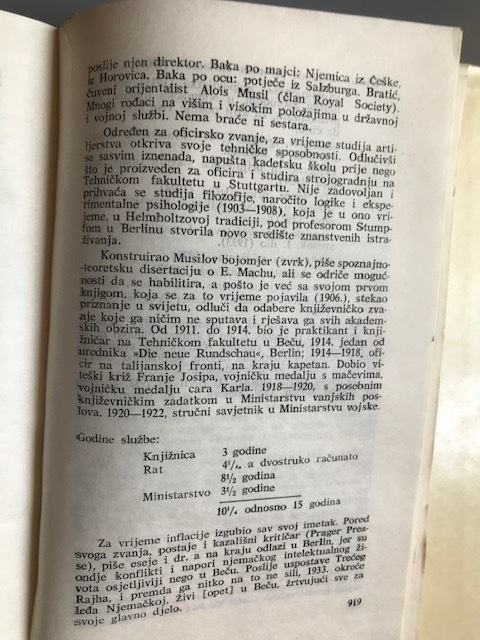 poslije njen direktor. Baka po majci: Njemica iz Češke,
iz Horovica. Baka po ocu: potječe iz Salzburga. Bratić,
čuveni orijentalist Alois Musil (član Royal Society).
Mnogi rođaci na višim i visokim položajima u državnoj
i vojnoj službi. Nema braće ni sestara.
Određen za oficirsko zvanje, za vrijeme studija arti-
ljerstva otkriva svoje tehničke sposobnosti. Odlučivši
se sasvim iznenada, napušta kadetsku školu prije nego
što je proizveden za oficira i studira strojogradnju na
Tehničkom fakultetu u Stuttgartu. Nije zadovoljan i
prihvaća se studija filozofije, naročito logike i ekspe-
rimentalne psihologije (1903—1908), koja je u ono vri-
jeme, u Helmholtzovoj tradiciji, pod profesorom Stump-
fom u Berlinu stvorila novo središte znanstvenih istra-
živanja.
Konstruirao Musilov bojomjer (zvrk), piše spoznajno-
-teoretsku disertaciju o E. Machu, ali se odriče moguć-
nosti da se habilitira, a pošto je već sa svojom prvom
knjigom, koja se za to vrijeme pojavila (1906.), stekao
priznanje u svijetu, odluči da odabere književničko zva-
nje koje ga ničim ne sputava i rješava ga svih akadem-
skih obzira. Od 1911. do 1914. bio je praktikant i knji-
žničar na Tehničkom fakultetu u Beču, 1914. jedan od
urednika »Die neue Rundschau«, Berlin; 1914—1918, ofi-
cir na talijanskoj fronti, na kraju kapetan. Dobio vi-
teški križ Franje Josipa, vojničku medalju s mačevima,
vojničku medalju cara Karla. 1918—1920, s posebnim
književničkim zadatkom u Ministarstvu vanjskih pos-
lova. 1920—1922, stručni savjetnik u Ministarstvu vojske.
Godine službe:
Knjižnica 3 godine
Rat 4¹/₄, a dvostruko računato
8¹/₂ godina
Ministarstvo 3¹/₂ godine
10³/₄ odnosno 15 godina
Za vrijeme inflacije izgubio sav svoj imetak. Pored
svoga zvanja, postaje i kazališni kritičar (Prager Pres-
se), piše eseje i dr. a na kraju odlazi u Berlin, jer su
ondje konflikti i napori njemačkog intelektualnog ži-
vota osjetljiviji nego u Beču. Poslije uspostave Trećeg
Rajha, i premda ga nitko na to ne sili, 1933. okreće
leđa Njemačkoj. Živi [opet] u Beču, žrtvujući sve za
svoje glavno djelo.
919